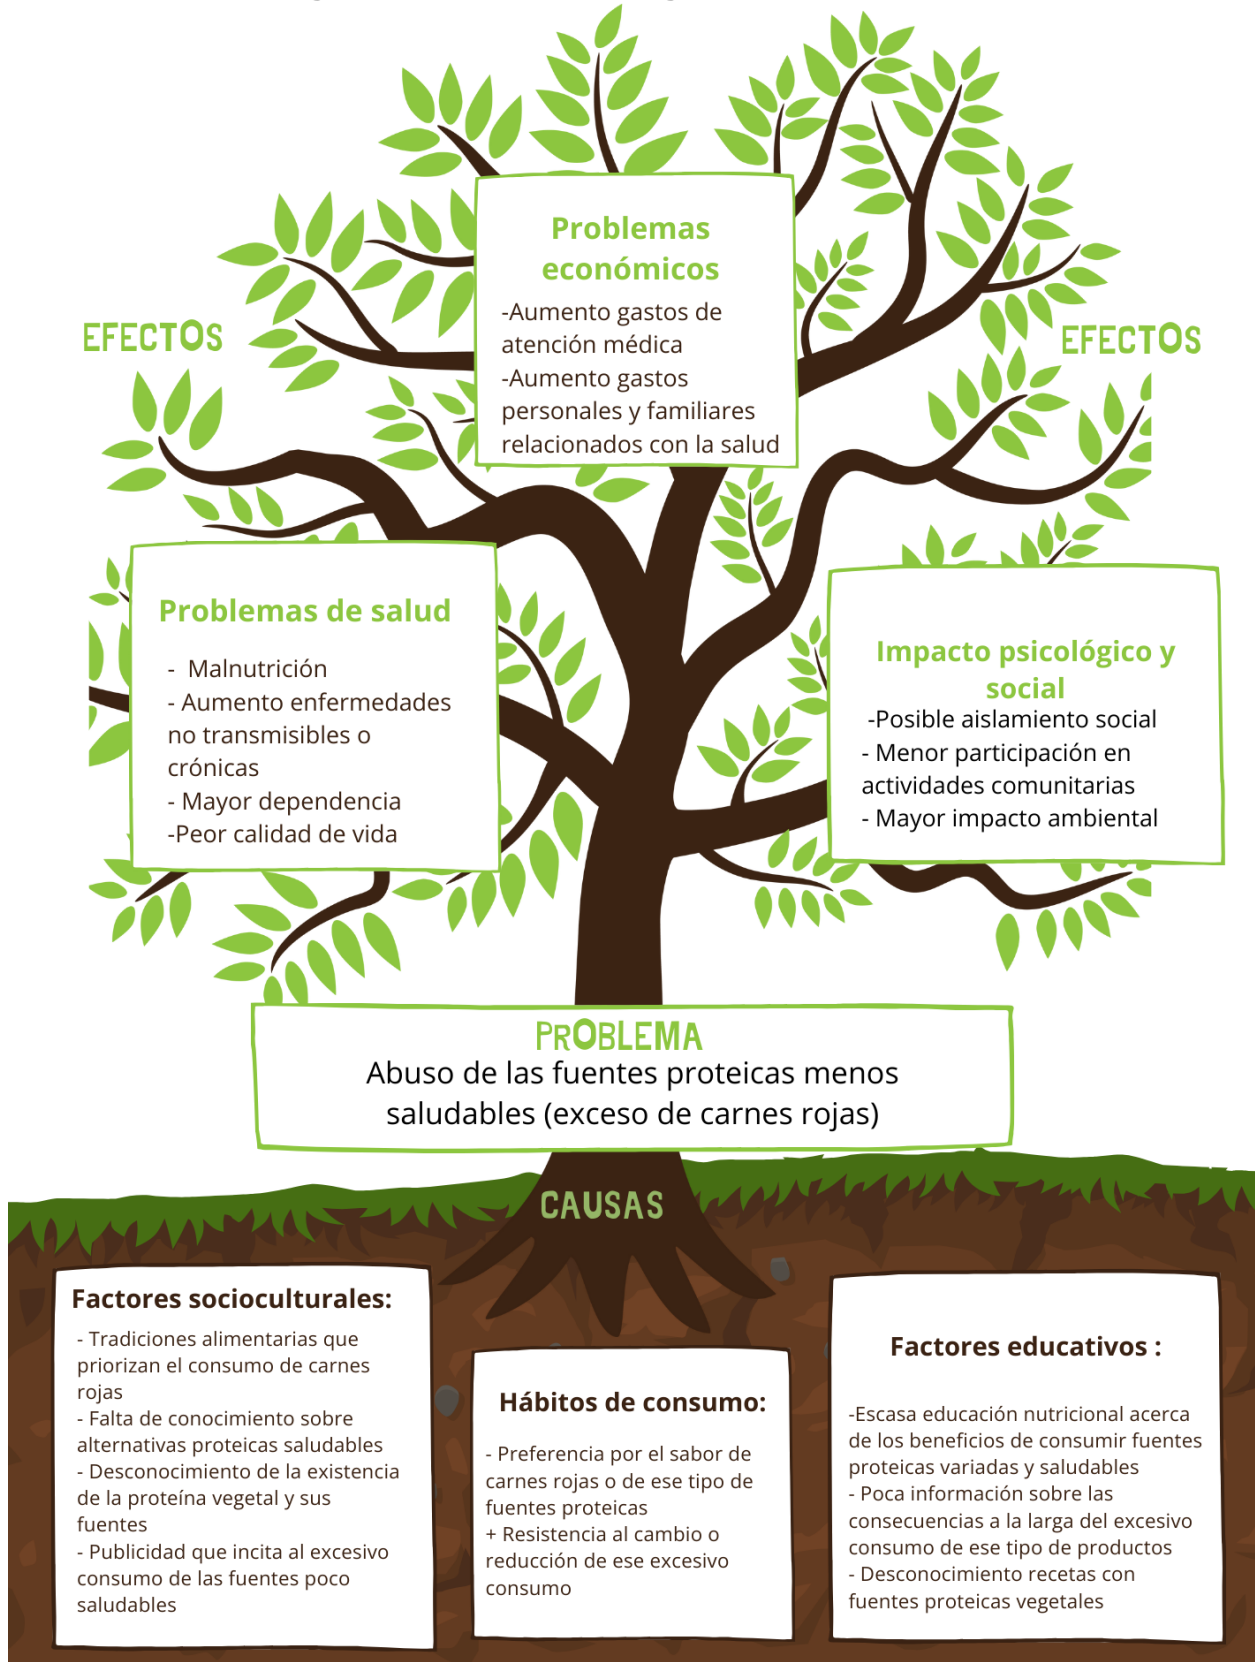 Problemas
económicos
-Aumento gastos de
atención médica
-Aumento gastos
personales y familiares
relacionados con la salud
EFECTOS
EFECTOS
Problemas de salud
- Malnutrición
- Aumento enfermedades
no transmisibles o
crónicas
- Mayor dependencia
-Peor calidad de vida
Impacto psicológico y
social
-Posible aislamiento social
- Menor participación en
actividades comunitarias
- Mayor impacto ambiental
PROBLEMA
Abuso de las fuentes proteicas menos
saludables (exceso de carnes rojas)
CAUSAS
Factores socioculturales:
- Tradiciones alimentarias que
priorizan el consumo de carnes
rojas
- Falta de conocimiento sobre
alternativas proteicas saludables
- Desconocimiento de la existencia
de la proteína vegetal y sus
fuentes
- Publicidad que incita al excesivo
consumo de las fuentes poco
saludables
Hábitos de consumo:
- Preferencia por el sabor de
carnes rojas o de ese tipo de
fuentes proteicas
+ Resistencia al cambio o
reducción de ese excesivo
consumo
Factores educativos :
-Escasa educación nutricional acerca
de los beneficios de consumir fuentes
proteicas variadas y saludables
- Poca información sobre las
consecuencias a la larga del excesivo
consumo de ese tipo de productos
- Desconocimiento recetas con
fuentes proteicas vegetales